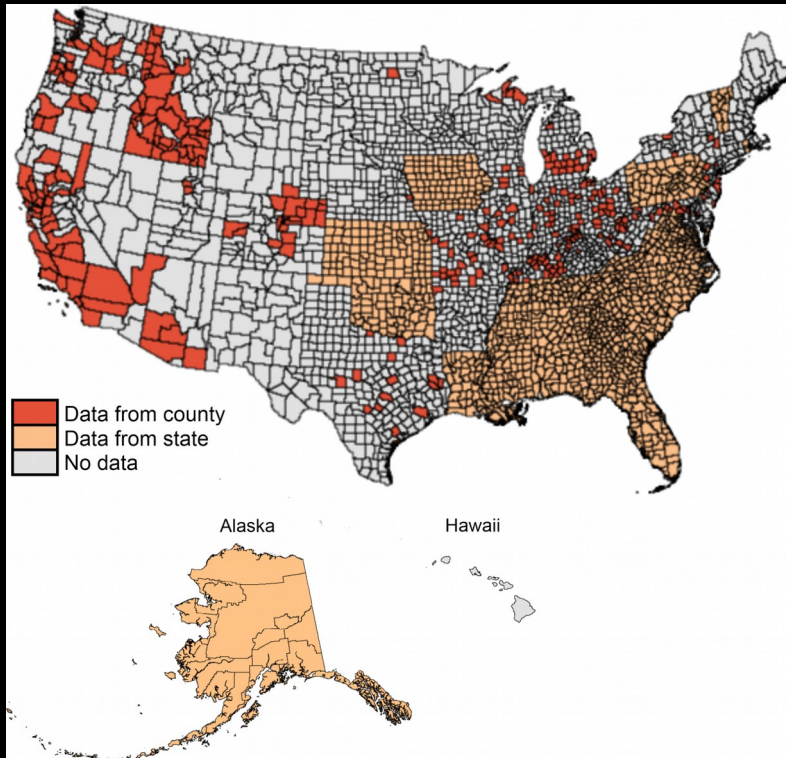 Data from county
Data from state
No data
Alaska
Hawaii